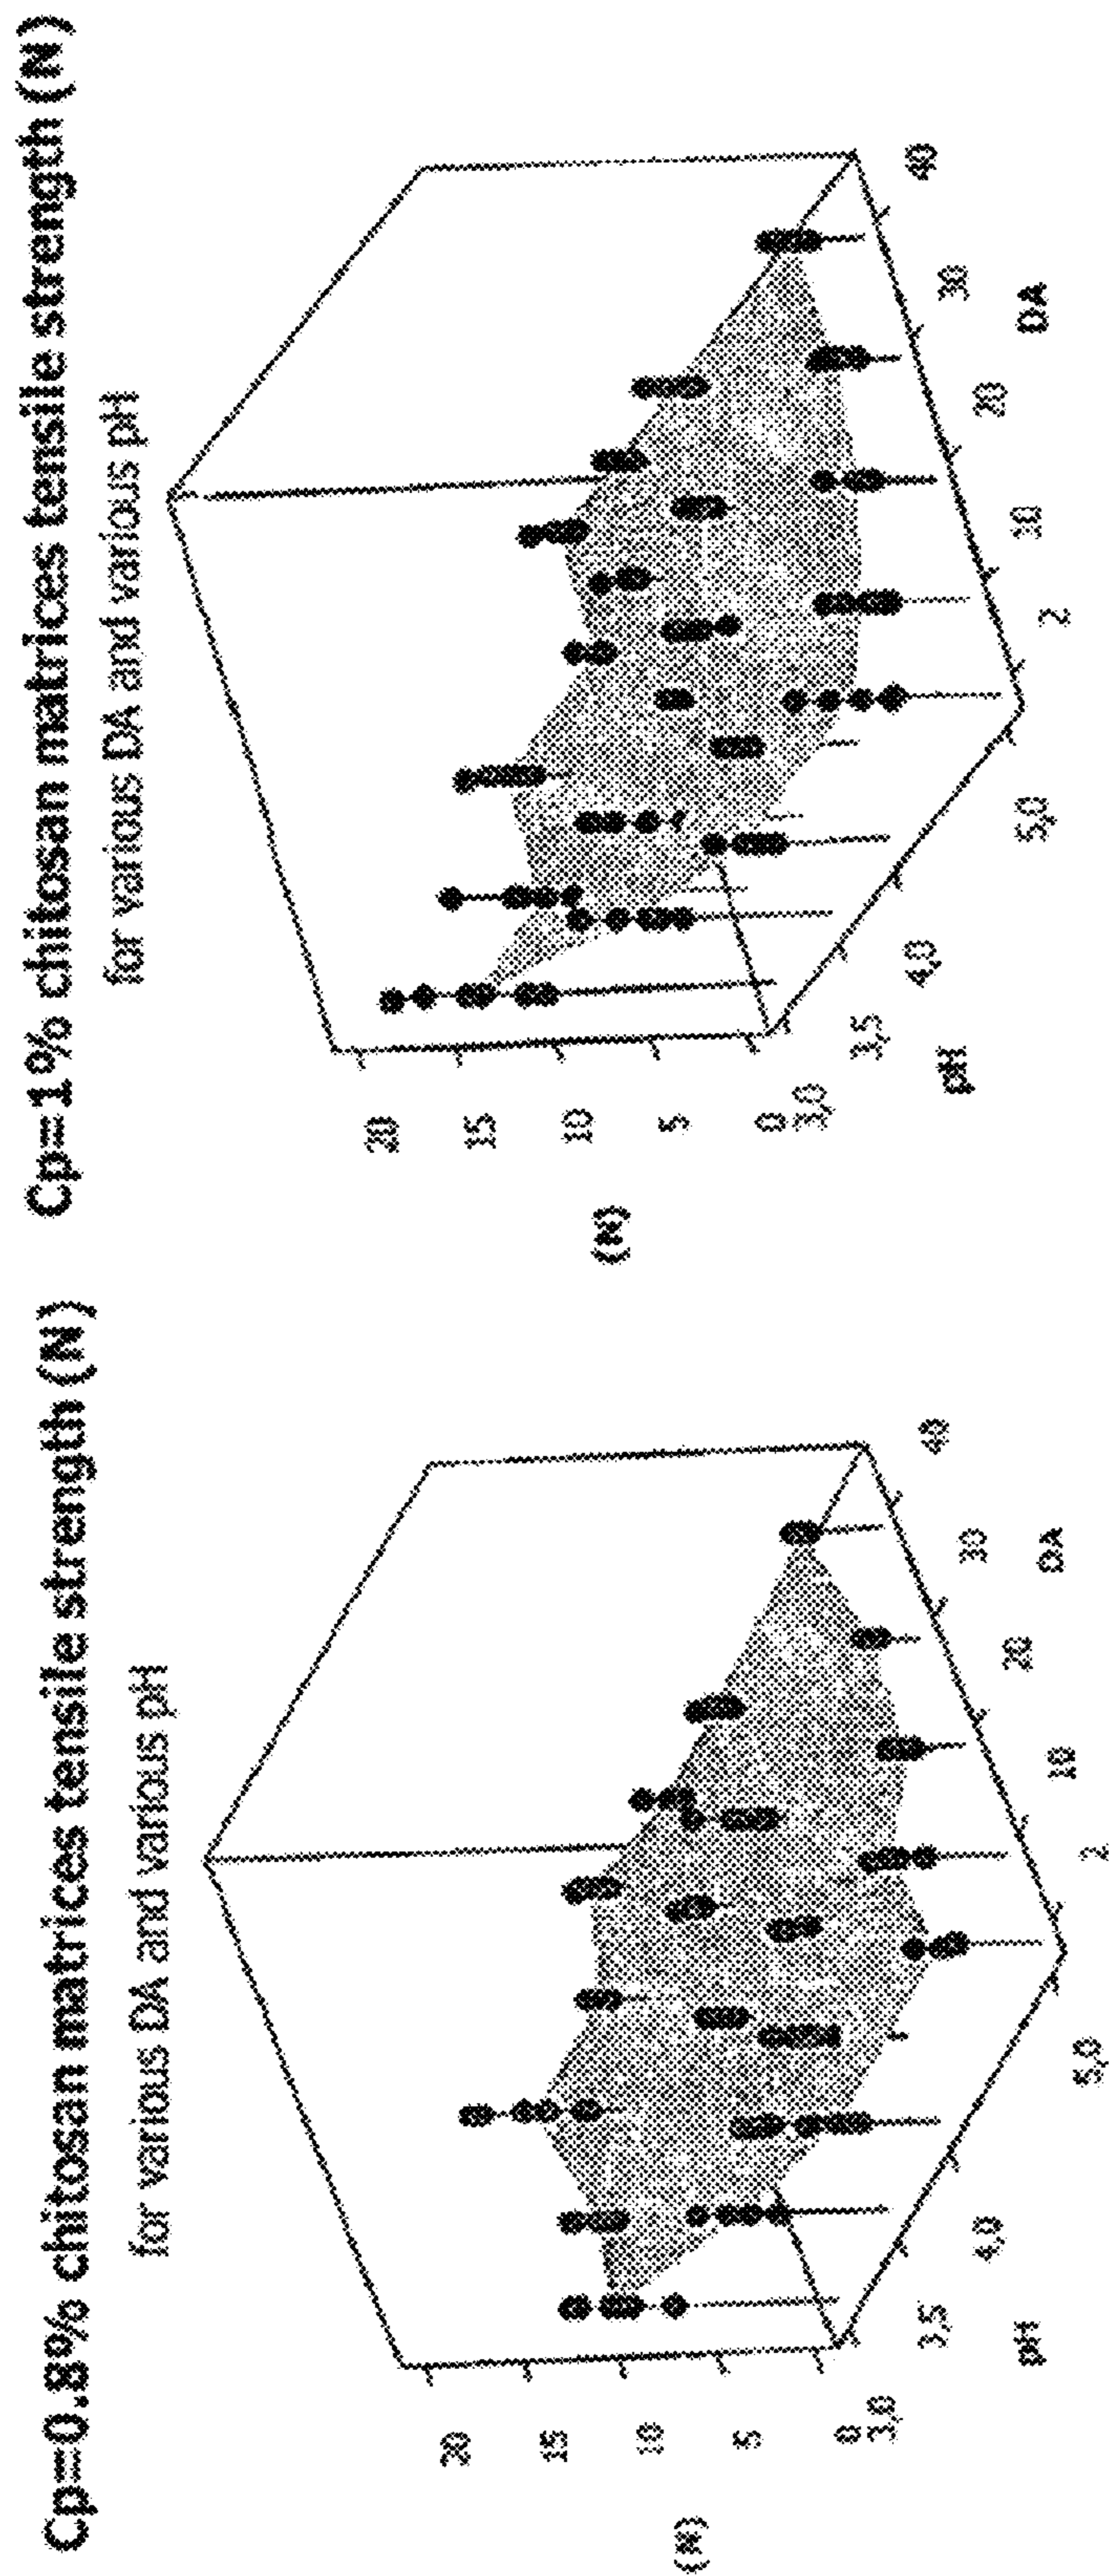 Cp=0.8% chitosan matrices tensile strength (N)
for various DA and various pH
(N)
20
15
10
5
0
3,0
3,5
4,0
5,0
pH
2
10
20
30
40
DA
Cp=1% chitosan matrices tensile strength (N)
for various DA and various pH
(N)
20
15
10
5
0
3,0
3,5
4,0
5,0
pH
2
10
20
30
40
DA